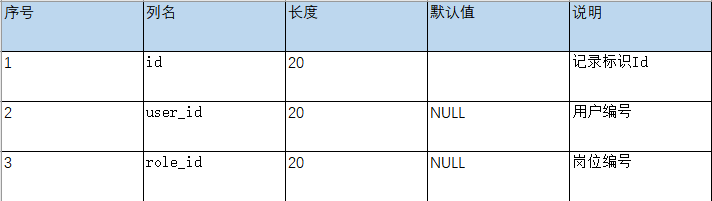 序号 列名 长度 默认值 说明
1 id 20 记录标识Id
2 user_id 20 NULL 用户编号
3 role_id 20 NULL 岗位编号